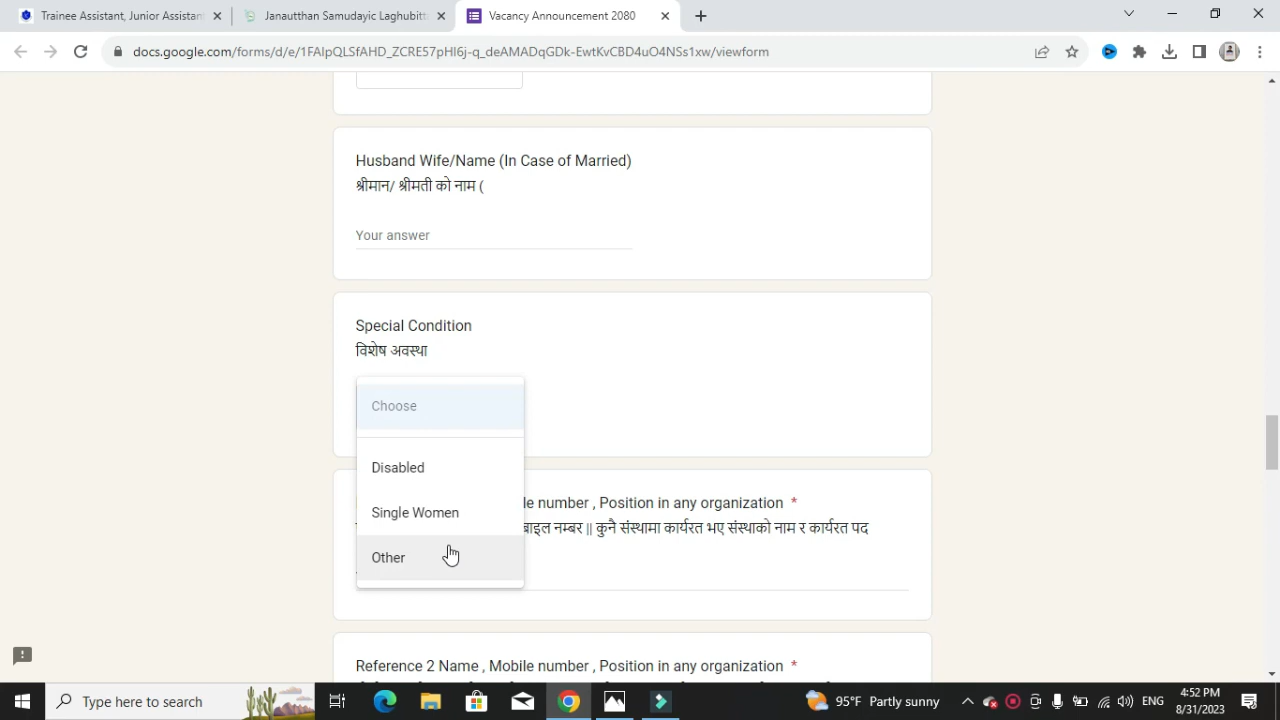 Trainee Assistant, Junior Assistan
Janautthan Samudayic Laghubitt
Vacancy Announcement 2080
docs.google.com/forms/d/e/1FAIpQLSfAHD_ZCRE57pHI6j-q_deAMADqGDk-EwtKvCBD4uO4NSs1xw/viewform
Husband Wife/Name (In Case of Married)
श्रीमान/ श्रीमती को नाम (
Your answer
Special Condition
विशेष अवस्था
Choose
Disabled
Single Women
Other
le number , Position in any organization *
बाइल नम्बर || कुनै संस्थामा कार्यरत भए संस्थाको नाम र कार्यरत पद
Reference 2 Name , Mobile number , Position in any organization *
Type here to search
95°F Partly sunny
ENG
4:52 PM
8/31/2023